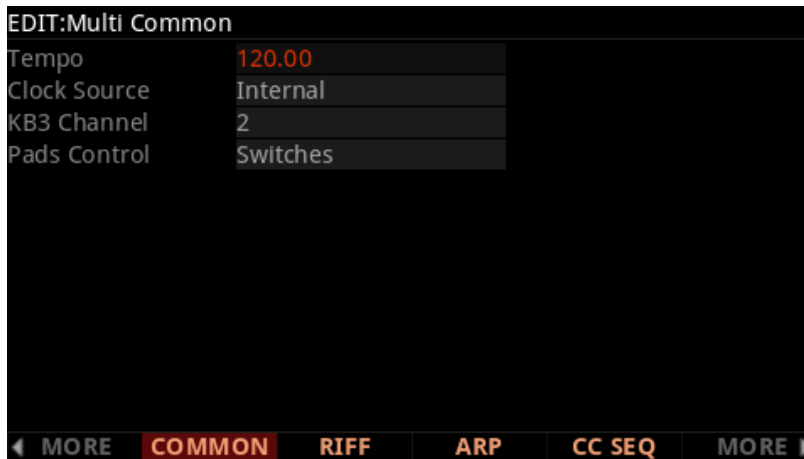 EDIT:Multi Common
Tempo 120.00
Clock Source Internal
KB3 Channel 2
Pads Control Switches
MORE COMMON RIFF ARP CC SEQ MORE